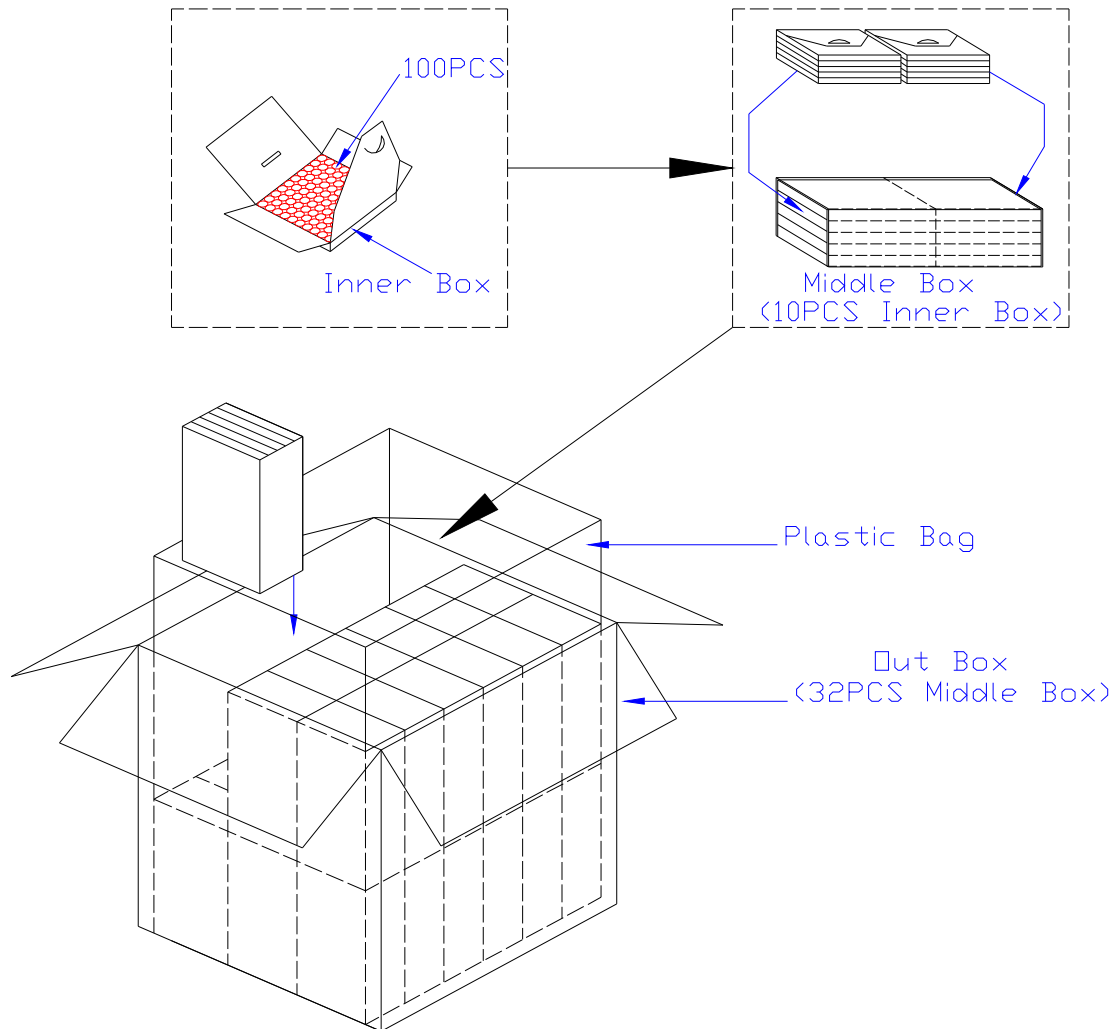 100PCS
Inner Box
Middle Box
(10PCS Inner Box)
Plastic Bag
Out Box
(32PCS Middle Box)